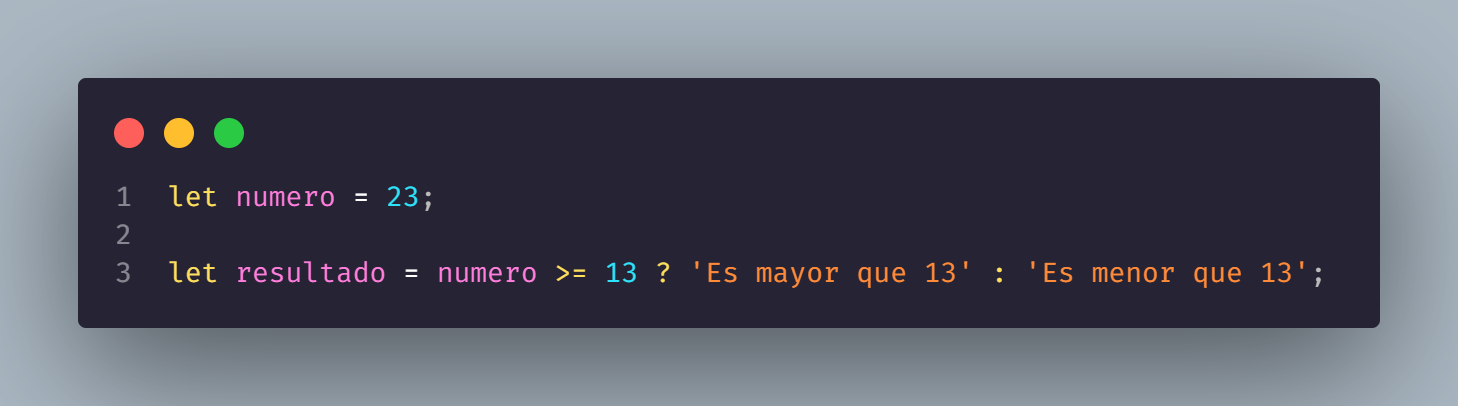 1 let numero = 23;
2
3 let resultado = numero >= 13 ? 'Es mayor que 13' : 'Es menor que 13';